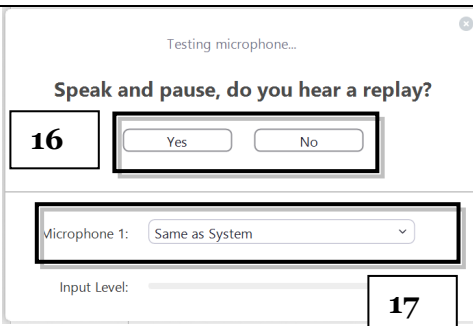 Testing microphone...
Speak and pause, do you hear a replay?
16
Yes No
Microphone 1: Same as System
Input Level:
17